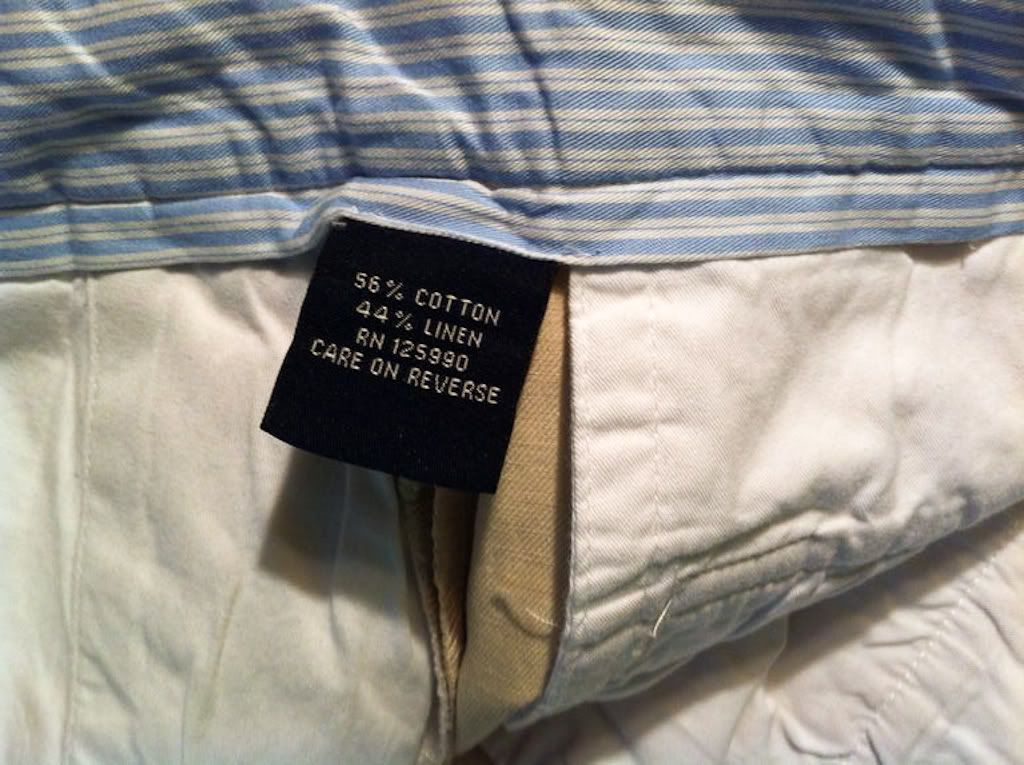 56% COTTON
44% LINEN
RN 125990
CARE ON REVERSE